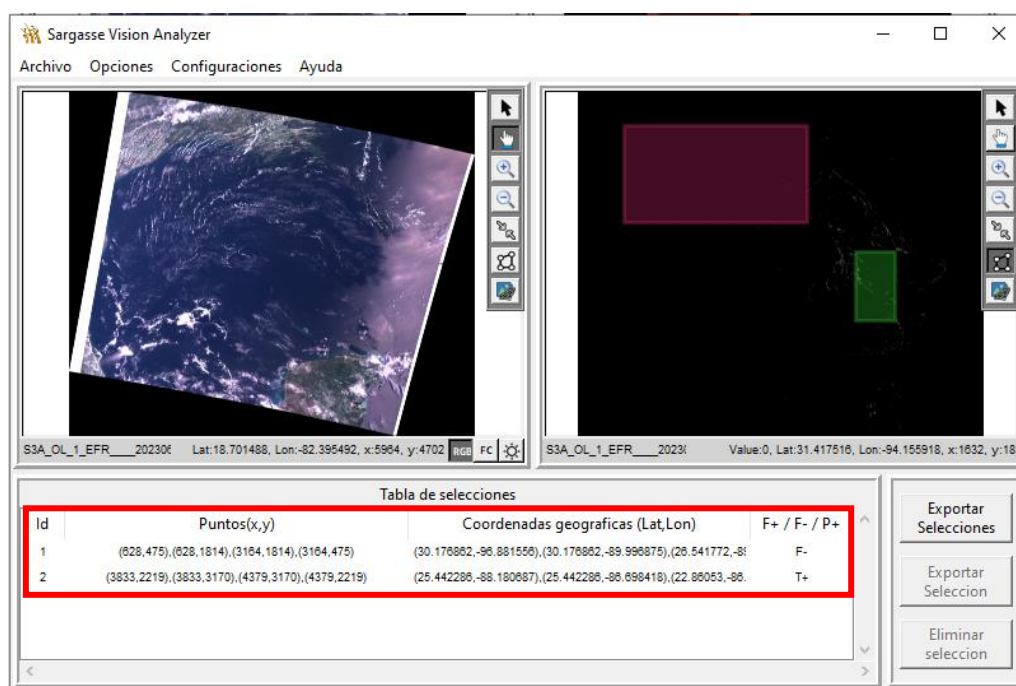 Sargasse Vision Analyzer
Archivo Opciones Configuraciones Ayuda
S3A_OL_1_EFR____202306 Lat:18.701488, Lon:-82.395492, x:5964, y:4702 RGB FC
S3A_OL_1_EFR____2023( Value:0, Lat:31.417516, Lon:-94.155918, x:1632, y:18
Tabla de selecciones
Id Puntos(x,y) Coordenadas geograficas (Lat,Lon) F+ / F- / P+
1 (628,475),(628,1814),(3164,1814),(3164,475) (30.176862,-96.881556),(30.176862,-89.996875),(26.541772,-8 F-
2 (3833,2219),(3833,3170),(4379,3170),(4379,2219) (25.442286,-88.180687),(25.442286,-86.698418),(22.86053,-86. T+
Exportar
Selecciones
Exportar
Seleccion
Eliminar
seleccion